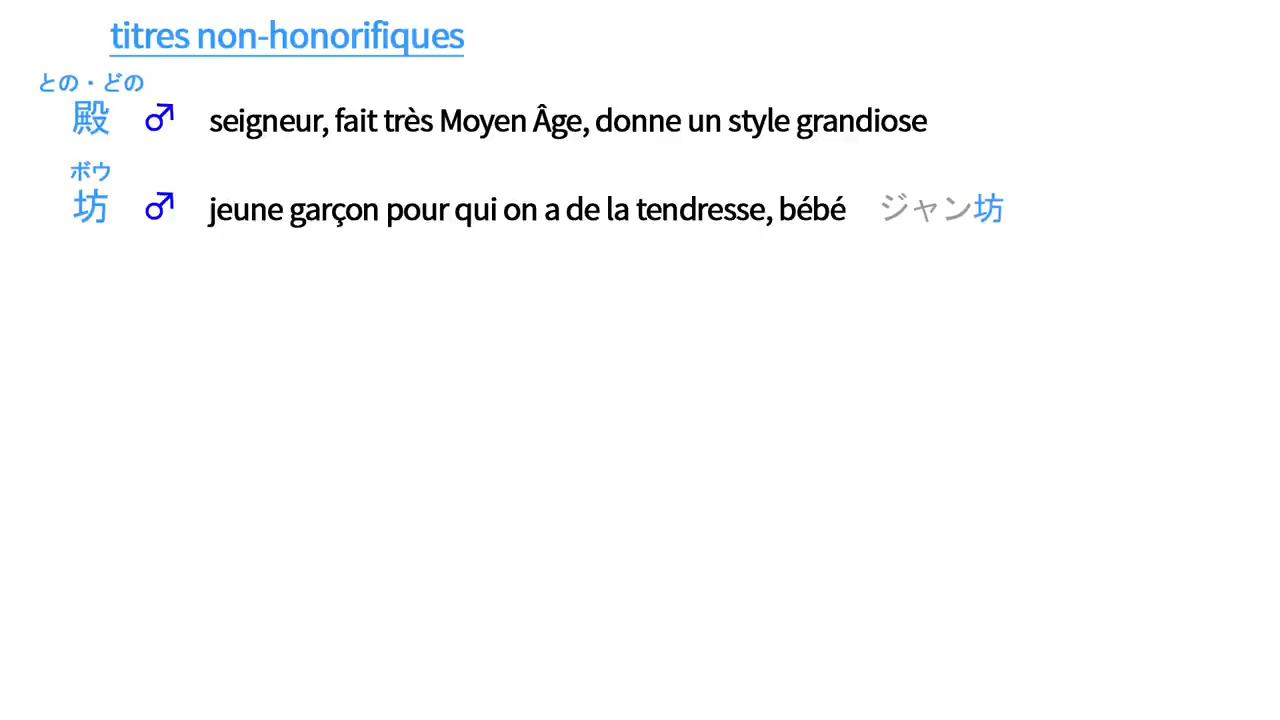 titres non-honorifiques
との・どの
殿 ♂ seigneur, fait très Moyen Âge, donne un style grandiose
ボウ
坊 ♂ jeune garçon pour qui on a de la tendresse, bébé ジャン坊